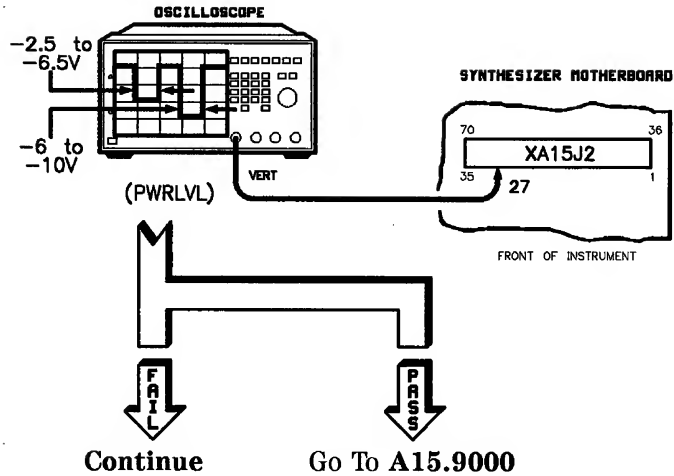 OSCILLOSCOPE
-2.5 to
-6.5V
-6 to
-10V
VERT
(PWRLVL)
SYNTHESIZER MOTHERBOARD
70
36
XA15J2
35
27
1
FRONT OF INSTRUMENT
FAIL
PASS
Continue
Go To A15.9000